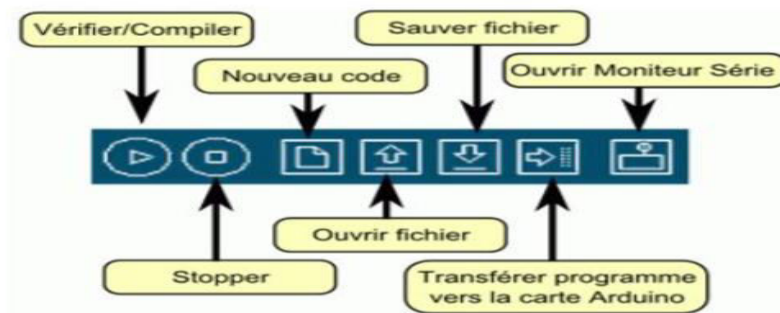 Vérifier/Compiler
Sauver fichier
Nouveau code
Ouvrir Moniteur Série
Ouvrir fichier
Stopper
Transférer programme
vers la carte Arduino